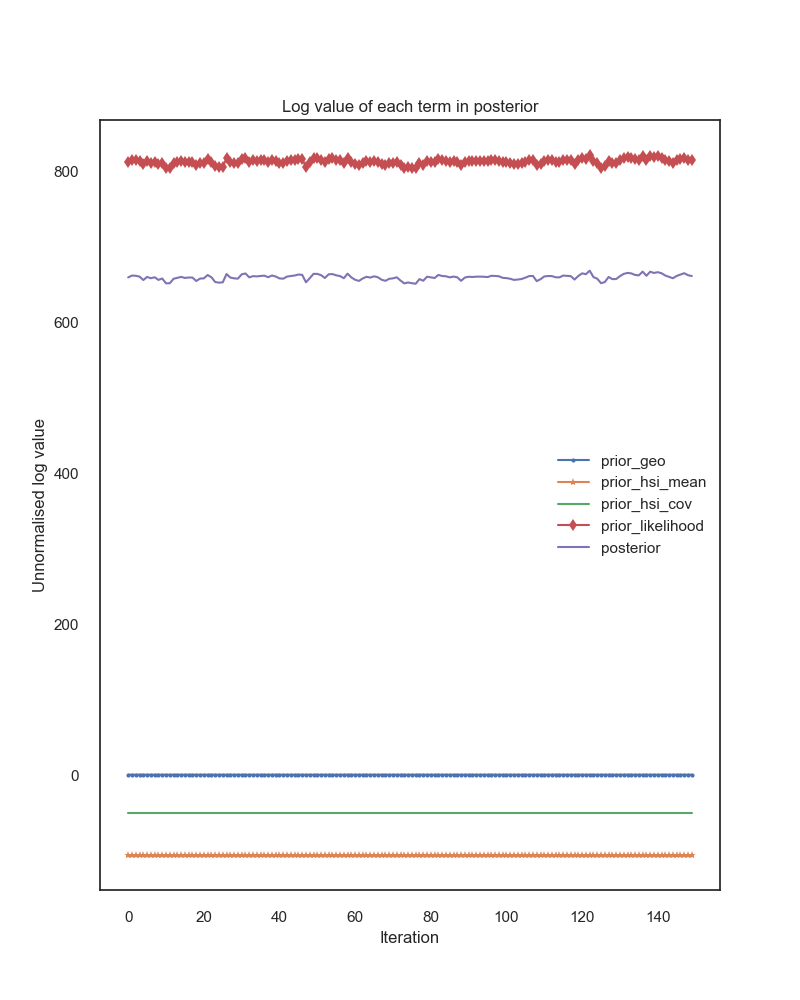 Log value of each term in posterior
800
600
400
200
0
Unnormalised log value
prior_geo
prior_hsi_mean
prior_hsi_cov
prior_likelihood
posterior
0 20 40 60 80 100 120 140
Iteration